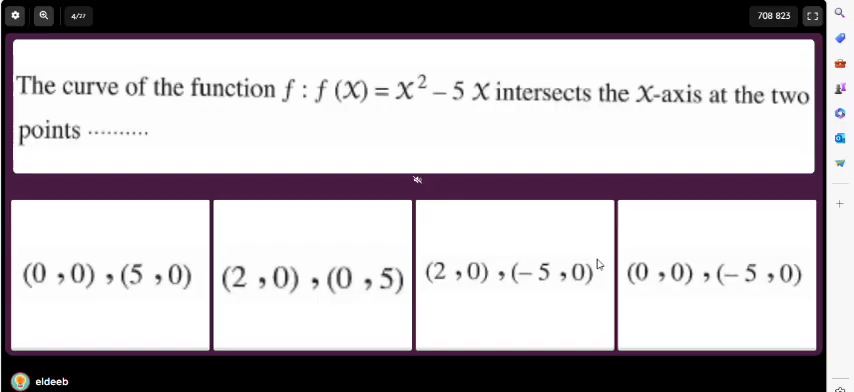 4/27
708 823
The curve of the function f : f (X) = X² – 5 X intersects the X-axis at the two
points ··········
(0 , 0) , (5 , 0)
(2 , 0) , (0 , 5)
(2 , 0) , (– 5 , 0)
(0 , 0) , (– 5 , 0)
eldeeb